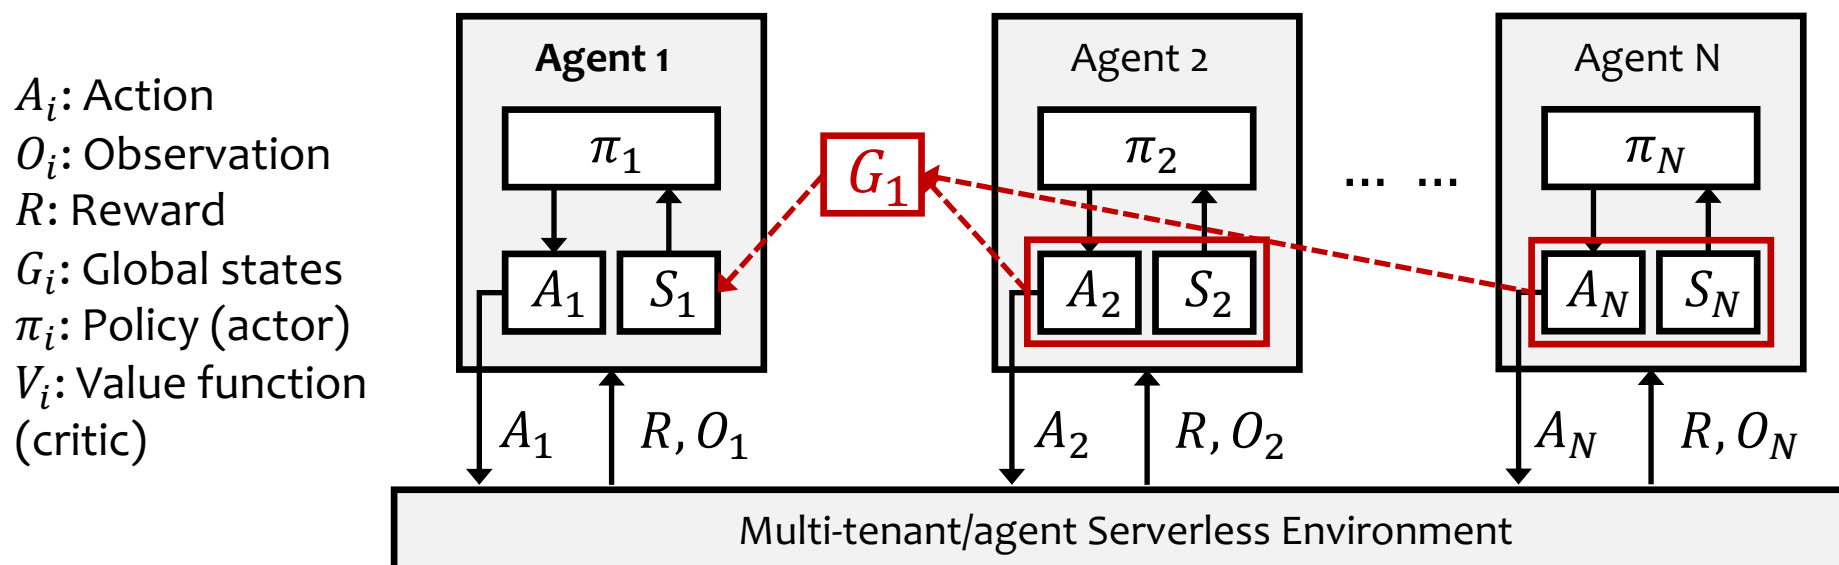 A_i: Action
O_i: Observation
R: Reward
G_i: Global states
π_i: Policy (actor)
V_i: Value function
(critic)
Agent 1
π_1
A_1
S_1
A_1
R, O_1
G_1
Agent 2
π_2
A_2
S_2
A_2
R, O_2
... ...
Agent N
π_N
A_N
S_N
A_N
R, O_N
Multi-tenant/agent Serverless Environment